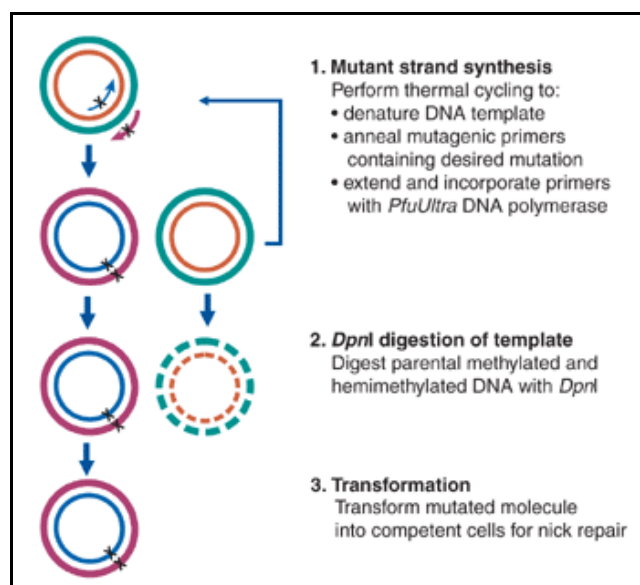 1. Mutant strand synthesis
Perform thermal cycling to:
• denature DNA template
• anneal mutagenic primers
containing desired mutation
• extend and incorporate primers
with PfuUltra DNA polymerase
2. DpnI digestion of template
Digest parental methylated and
hemimethylated DNA with DpnI
3. Transformation
Transform mutated molecule
into competent cells for nick repair